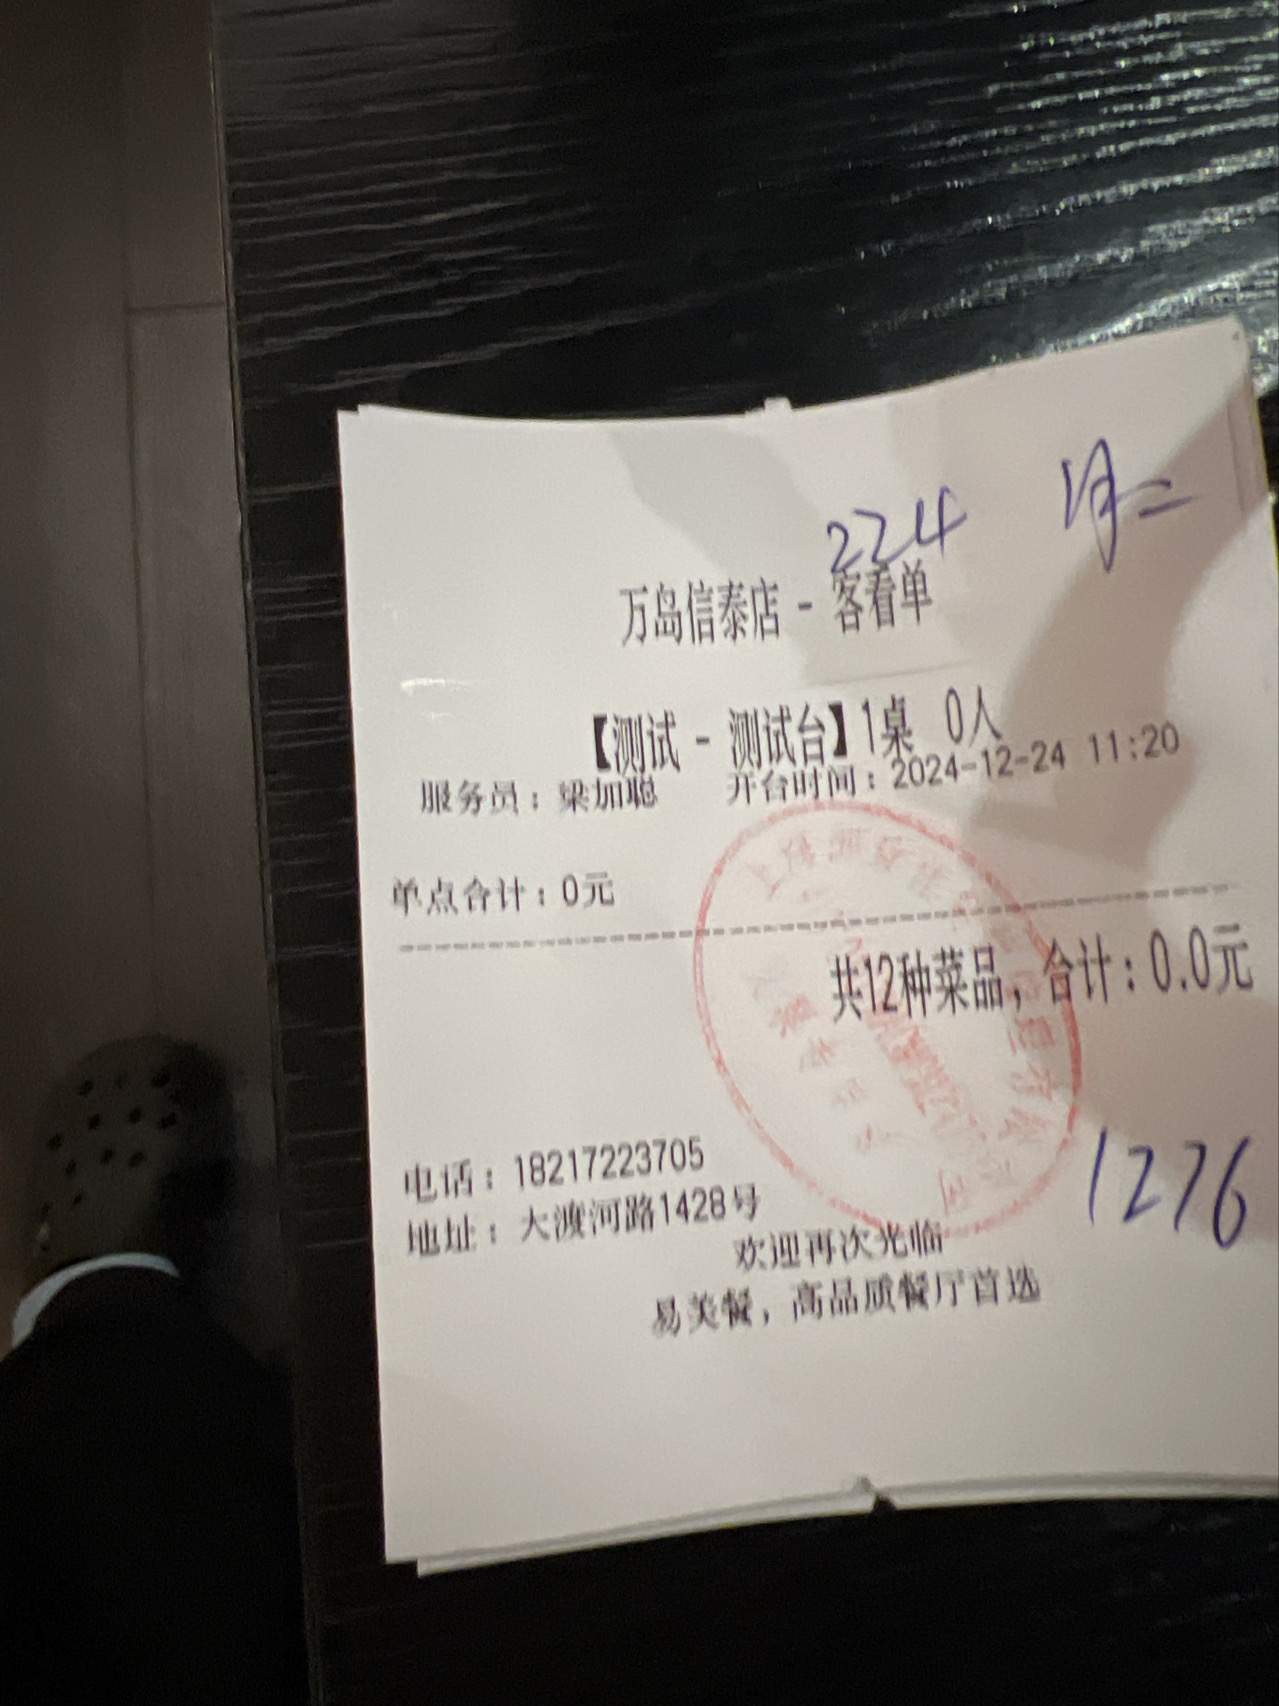 224 月二
万岛信泰店 - 客看单
【测试 - 测试台】1桌 0人
服务员：梁加聪 开台时间：2024-12-24 11:20
单点合计：0元
共12种菜品，合计：0.0元
1276
电话：18217223705
地址：大渡河路1428号
欢迎再次光临
易美餐，高品质餐厅首选